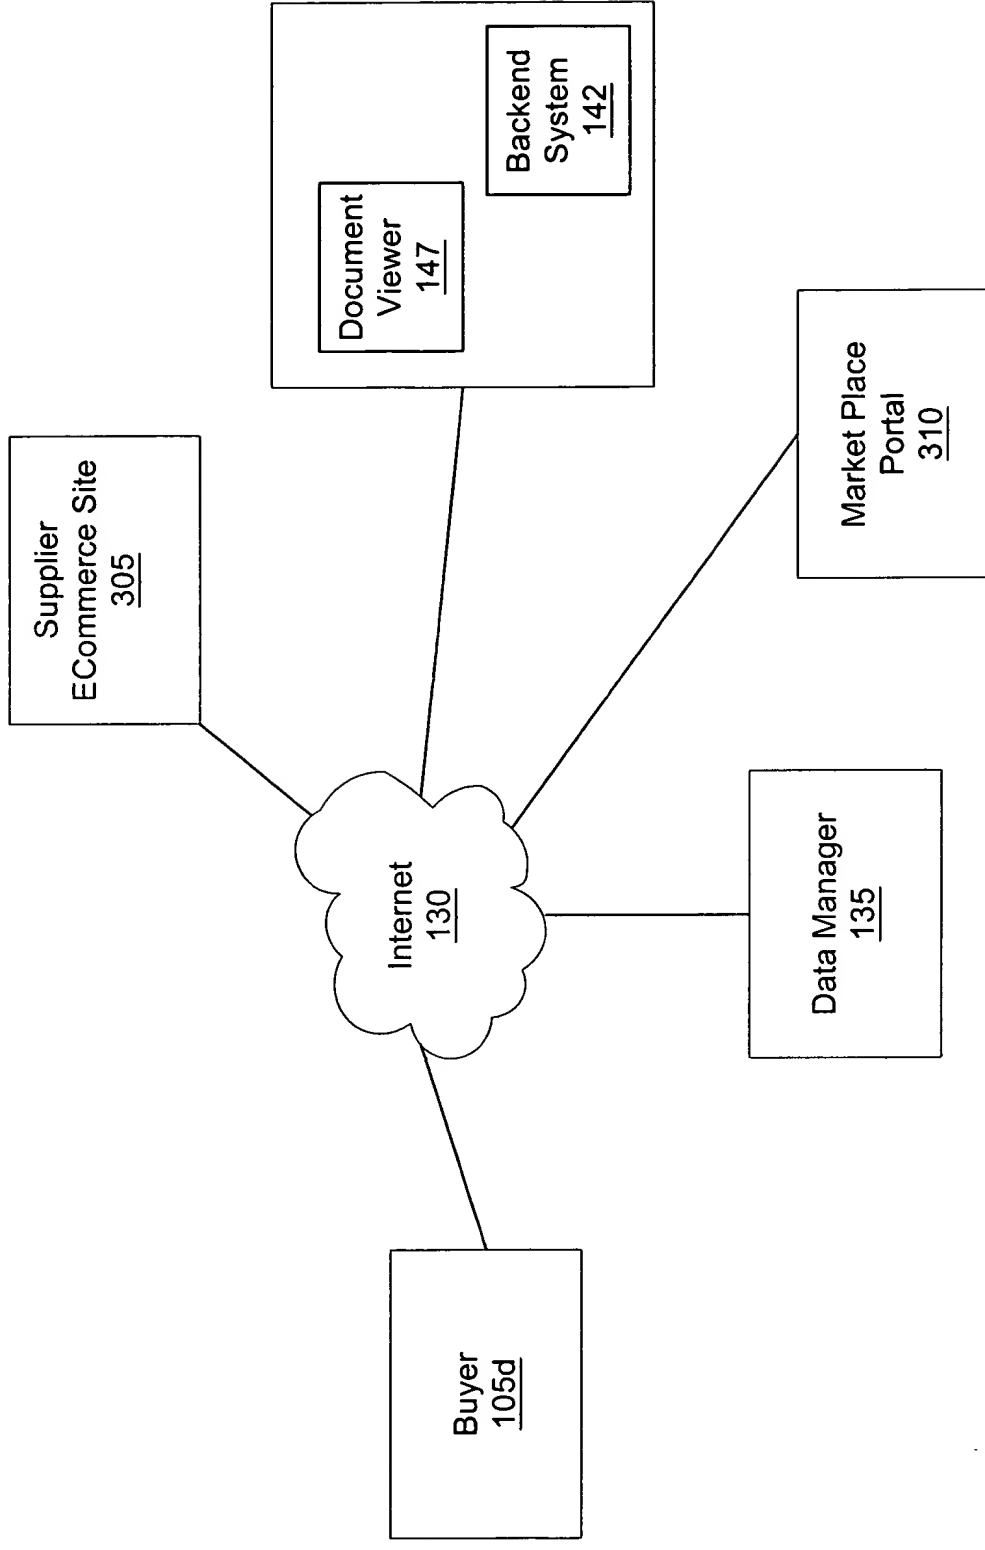 Supplier
ECommerce Site
305
Document
Viewer
147
Backend
System
142
Internet
130
Buyer
105d
Data Manager
135
Market Place
Portal
310